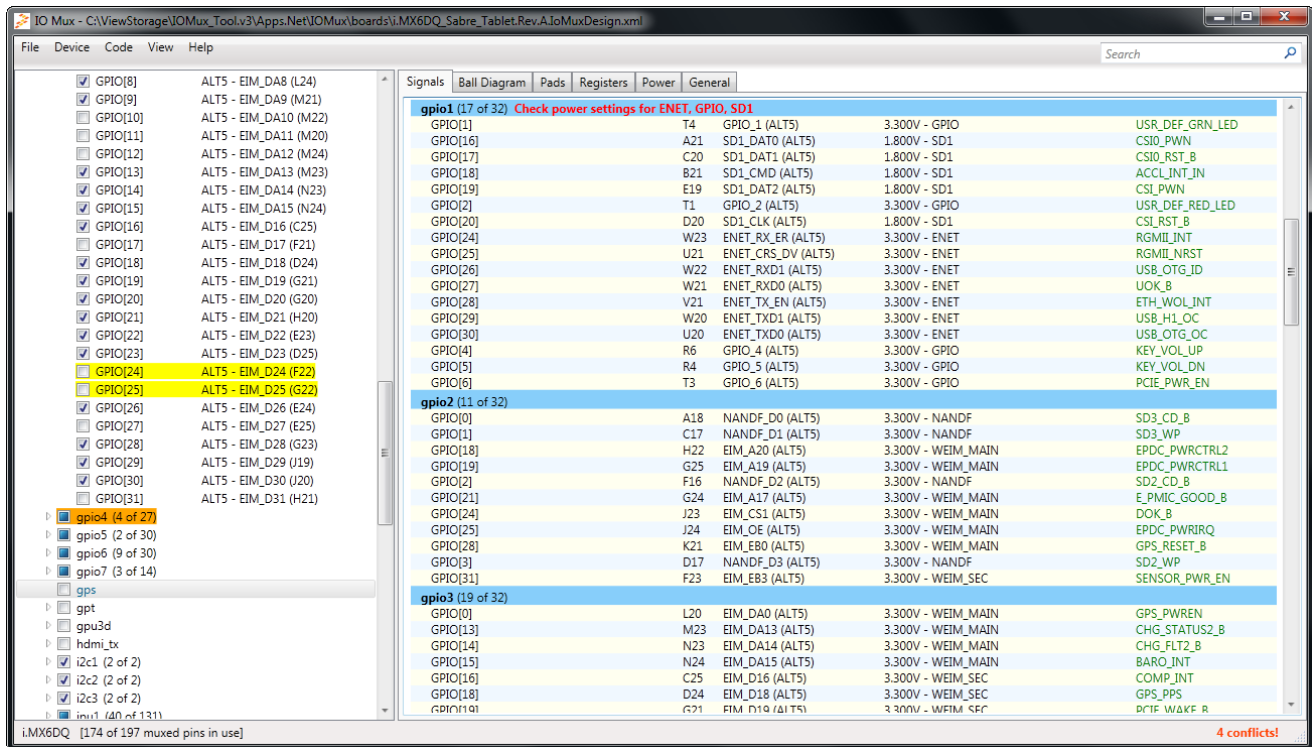 IO Mux - C:\ViewStorage\IOMux_Tool.v3\Apps.Net\IOMux\boards\i.MX6DQ_Sabre_Tablet.Rev.A.IoMuxDesign.xml
File Device Code View Help
Search
GPIO[8] ALT5 - EIM_DA8 (L24)
GPIO[9] ALT5 - EIM_DA9 (M21)
GPIO[10] ALT5 - EIM_DA10 (M22)
GPIO[11] ALT5 - EIM_DA11 (M20)
GPIO[12] ALT5 - EIM_DA12 (M24)
GPIO[13] ALT5 - EIM_DA13 (M23)
GPIO[14] ALT5 - EIM_DA14 (N23)
GPIO[15] ALT5 - EIM_DA15 (N24)
GPIO[16] ALT5 - EIM_D16 (C25)
GPIO[17] ALT5 - EIM_D17 (F21)
GPIO[18] ALT5 - EIM_D18 (D24)
GPIO[19] ALT5 - EIM_D19 (G21)
GPIO[20] ALT5 - EIM_D20 (G20)
GPIO[21] ALT5 - EIM_D21 (H20)
GPIO[22] ALT5 - EIM_D22 (E23)
GPIO[23] ALT5 - EIM_D23 (D25)
GPIO[24] ALT5 - EIM_D24 (F22)
GPIO[25] ALT5 - EIM_D25 (G22)
GPIO[26] ALT5 - EIM_D26 (E24)
GPIO[27] ALT5 - EIM_D27 (E25)
GPIO[28] ALT5 - EIM_D28 (G23)
GPIO[29] ALT5 - EIM_D29 (J19)
GPIO[30] ALT5 - EIM_D30 (J20)
GPIO[31] ALT5 - EIM_D31 (H21)
gpio4 (4 of 27)
gpio5 (2 of 30)
gpio6 (9 of 30)
gpio7 (3 of 14)
gps
gpt
gpu3d
hdmi_tx
i2c1 (2 of 2)
i2c2 (2 of 2)
i2c3 (2 of 2)
ipu1 (40 of 131)
Signals Ball Diagram Pads Registers Power General
gpio1 (17 of 32) Check power settings for ENET, GPIO, SD1
GPIO[1] T4 GPIO_1 (ALT5) 3.300V - GPIO USR_DEF_GRN_LED
GPIO[16] A21 SD1_DAT0 (ALT5) 1.800V - SD1 CSI0_PWN
GPIO[17] C20 SD1_DAT1 (ALT5) 1.800V - SD1 CSI0_RST_B
GPIO[18] B21 SD1_CMD (ALT5) 1.800V - SD1 ACCL_INT_IN
GPIO[19] E19 SD1_DAT2 (ALT5) 1.800V - SD1 CSI_PWN
GPIO[2] T1 GPIO_2 (ALT5) 3.300V - GPIO USR_DEF_RED_LED
GPIO[20] D20 SD1_CLK (ALT5) 1.800V - SD1 CSI_RST_B
GPIO[24] W23 ENET_RX_ER (ALT5) 3.300V - ENET RGMII_INT
GPIO[25] U21 ENET_CRS_DV (ALT5) 3.300V - ENET RGMII_NRST
GPIO[26] W22 ENET_RXD1 (ALT5) 3.300V - ENET USB_OTG_ID
GPIO[27] W21 ENET_RXD0 (ALT5) 3.300V - ENET UOK_B
GPIO[28] V21 ENET_TX_EN (ALT5) 3.300V - ENET ETH_WOL_INT
GPIO[29] W20 ENET_TXD1 (ALT5) 3.300V - ENET USB_H1_OC
GPIO[30] U20 ENET_TXD0 (ALT5) 3.300V - ENET USB_OTG_OC
GPIO[4] R6 GPIO_4 (ALT5) 3.300V - GPIO KEY_VOL_UP
GPIO[5] R4 GPIO_5 (ALT5) 3.300V - GPIO KEY_VOL_DN
GPIO[6] T3 GPIO_6 (ALT5) 3.300V - GPIO PCIE_PWR_EN
gpio2 (11 of 32)
GPIO[0] A18 NANDF_D0 (ALT5) 3.300V - NANDF SD3_CD_B
GPIO[1] C17 NANDF_D1 (ALT5) 3.300V - NANDF SD3_WP
GPIO[18] H22 EIM_A20 (ALT5) 3.300V - WEIM_MAIN EPDC_PWRCTRL2
GPIO[19] G25 EIM_A19 (ALT5) 3.300V - WEIM_MAIN EPDC_PWRCTRL1
GPIO[2] F16 NANDF_D2 (ALT5) 3.300V - NANDF SD2_CD_B
GPIO[21] G24 EIM_A17 (ALT5) 3.300V - WEIM_MAIN E_PMIC_GOOD_B
GPIO[24] J23 EIM_CS1 (ALT5) 3.300V - WEIM_MAIN DOK_B
GPIO[25] J24 EIM_OE (ALT5) 3.300V - WEIM_MAIN EPDC_PWRIRQ
GPIO[28] K21 EIM_EB0 (ALT5) 3.300V - WEIM_MAIN GPS_RESET_B
GPIO[3] D17 NANDF_D3 (ALT5) 3.300V - NANDF SD2_WP
GPIO[31] F23 EIM_EB3 (ALT5) 3.300V - WEIM_SEC SENSOR_PWR_EN
gpio3 (19 of 32)
GPIO[0] L20 EIM_DA0 (ALT5) 3.300V - WEIM_MAIN GPS_PWREN
GPIO[13] M23 EIM_DA13 (ALT5) 3.300V - WEIM_MAIN CHG_STATUS2_B
GPIO[14] N23 EIM_DA14 (ALT5) 3.300V - WEIM_MAIN CHG_FLT2_B
GPIO[15] N24 EIM_DA15 (ALT5) 3.300V - WEIM_MAIN BARO_INT
GPIO[16] C25 EIM_D16 (ALT5) 3.300V - WEIM_SEC COMP_INT
GPIO[18] D24 EIM_D18 (ALT5) 3.300V - WEIM_SEC GPS_PPS
GPIO[19] G21 EIM_D19 (ALT5) 3.300V - WEIM_SEC PCIE_WAKE_B
i.MX6DQ [174 of 197 muxed pins in use]
4 conflicts!